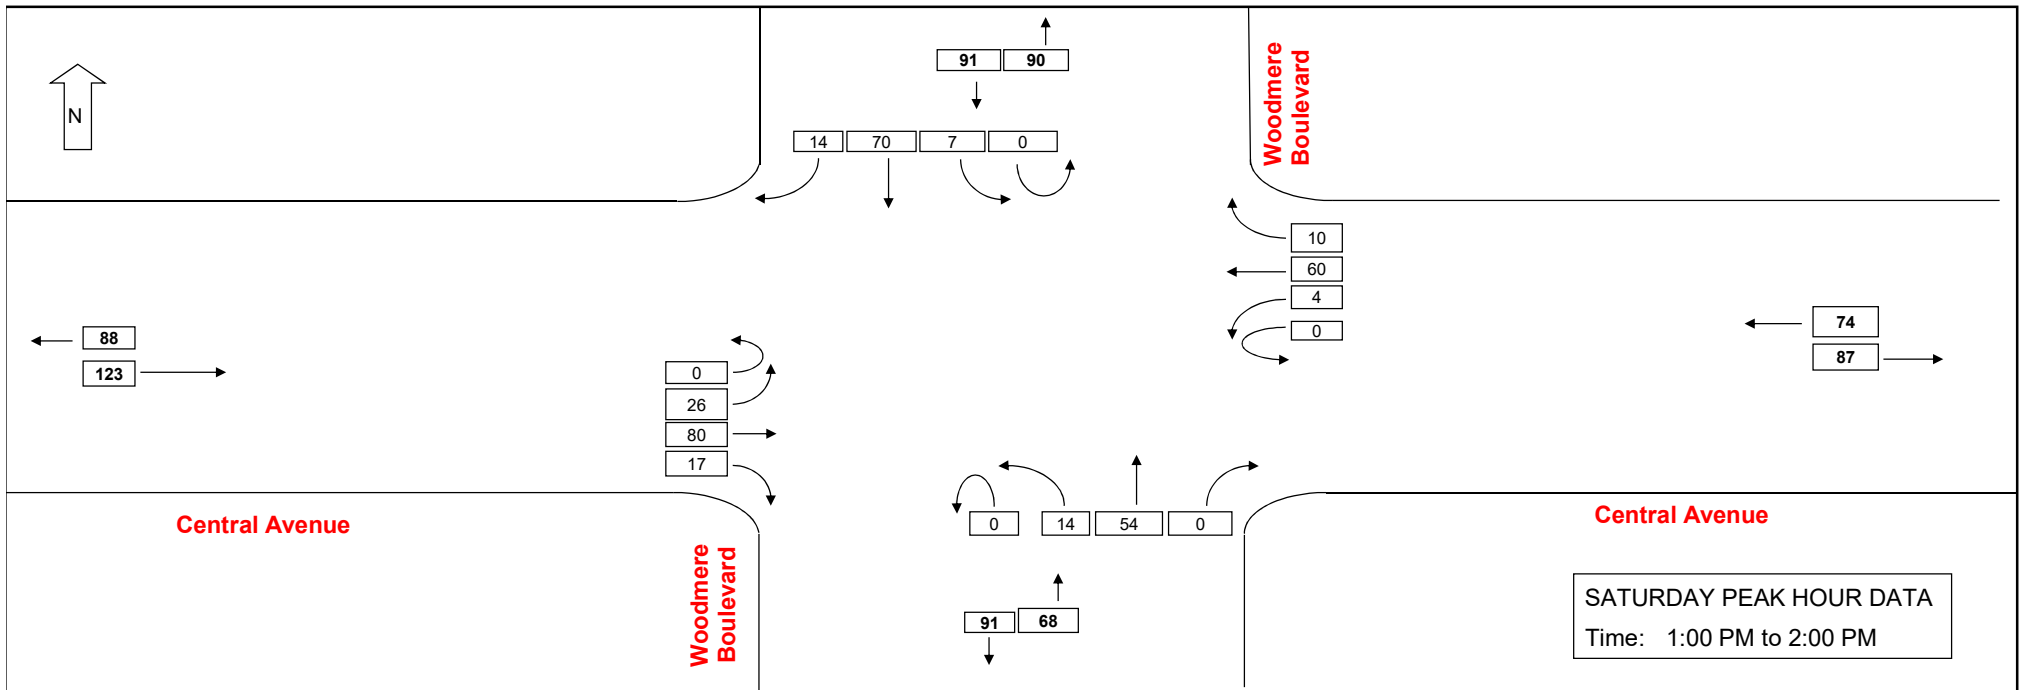 91 90
Woodmere
Boulevard
N
14 70 7 0
10
60
4
0
88
123
74
87
0
26
80
17
Central Avenue
0 14 54 0
Central Avenue
Woodmere
Boulevard
91 68
SATURDAY PEAK HOUR DATA
Time: 1:00 PM to 2:00 PM